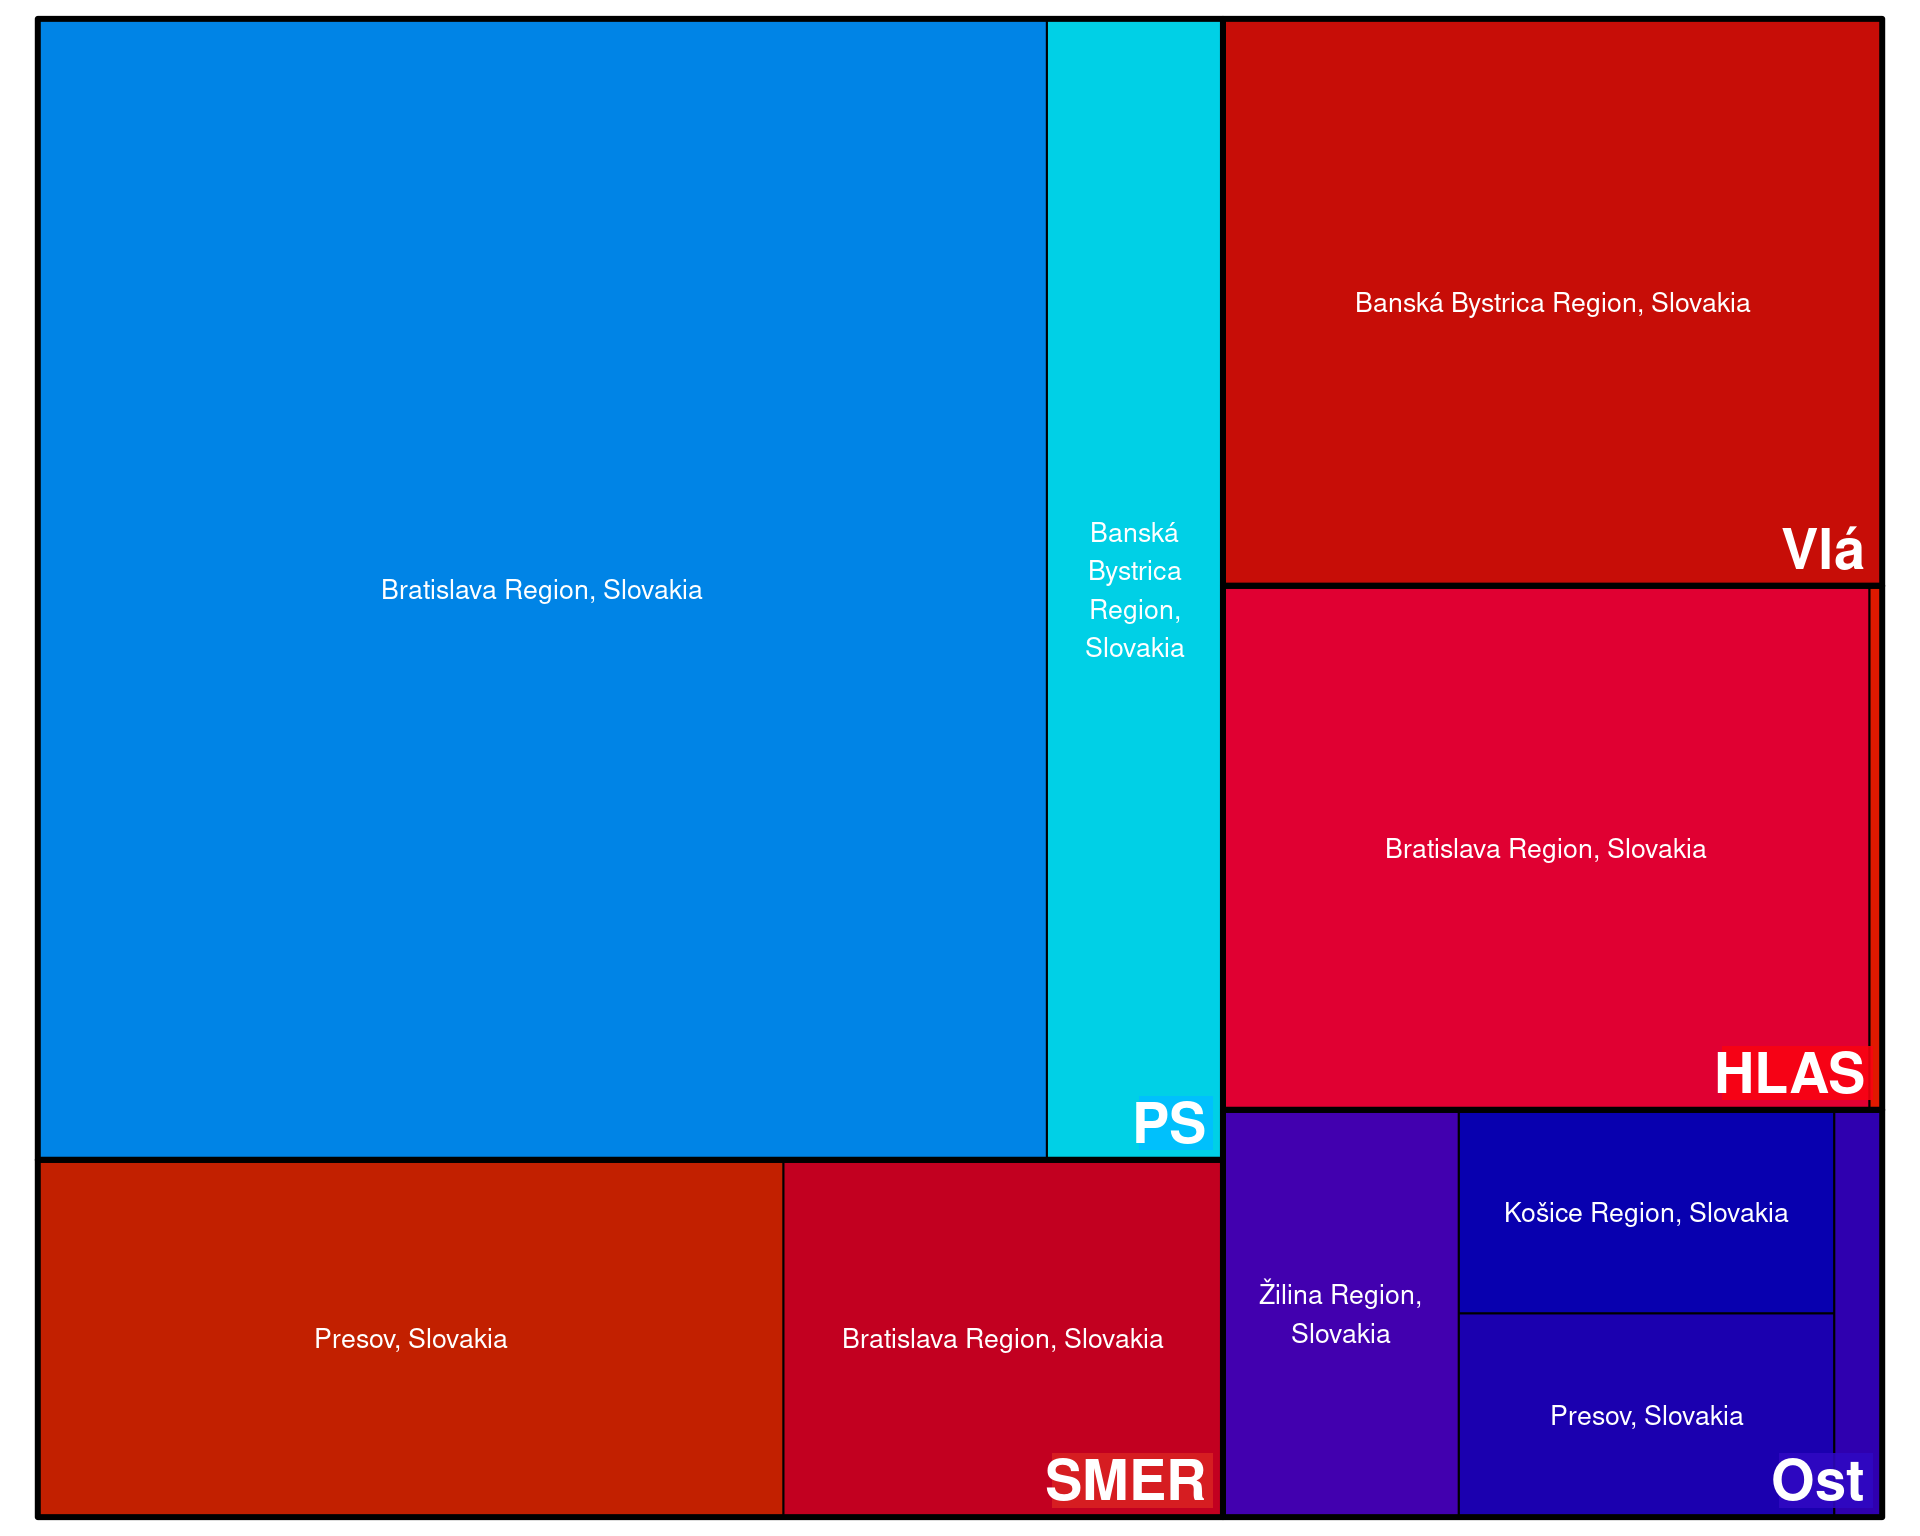 Bratislava Region, Slovakia
Banská
Bystrica
Region,
Slovakia
PS
Presov, Slovakia
Bratislava Region, Slovakia
SMER
Banská Bystrica Region, Slovakia
Vlá
Bratislava Region, Slovakia
HLAS
Žilina Region,
Slovakia
Košice Region, Slovakia
Presov, Slovakia
Ost